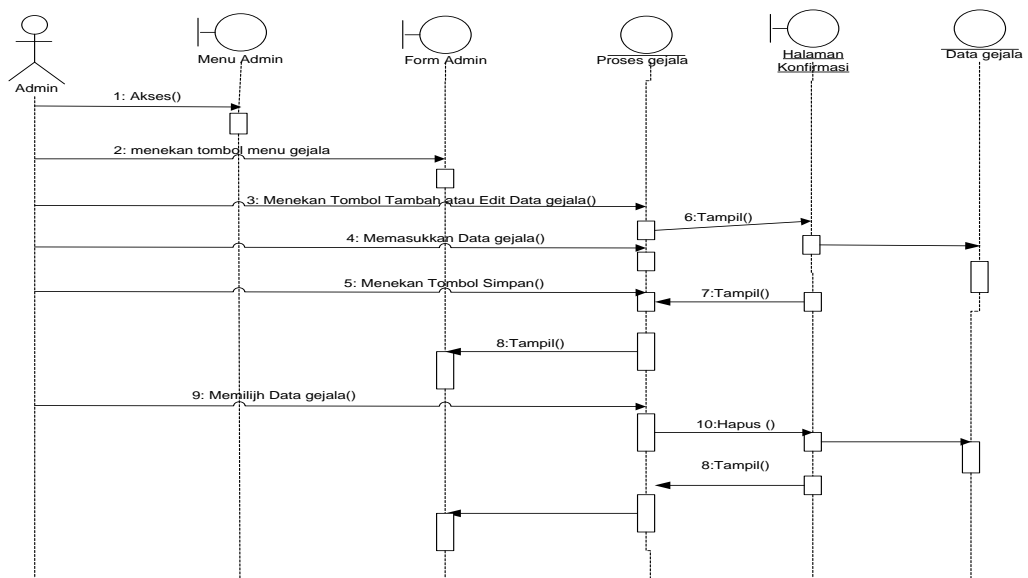 Admin
Menu Admin
Form Admin
Proses gejala
Halaman
Konfirmasi
Data gejala
1: Akses()
2: menekan tombol menu gejala
3: Menekan Tombol Tambah atau Edit Data gejala()
6:Tampil()
4: Memasukkan Data gejala()
5: Menekan Tombol Simpan()
7:Tampil()
8:Tampil()
9: Memilijh Data gejala()
10:Hapus ()
8:Tampil()